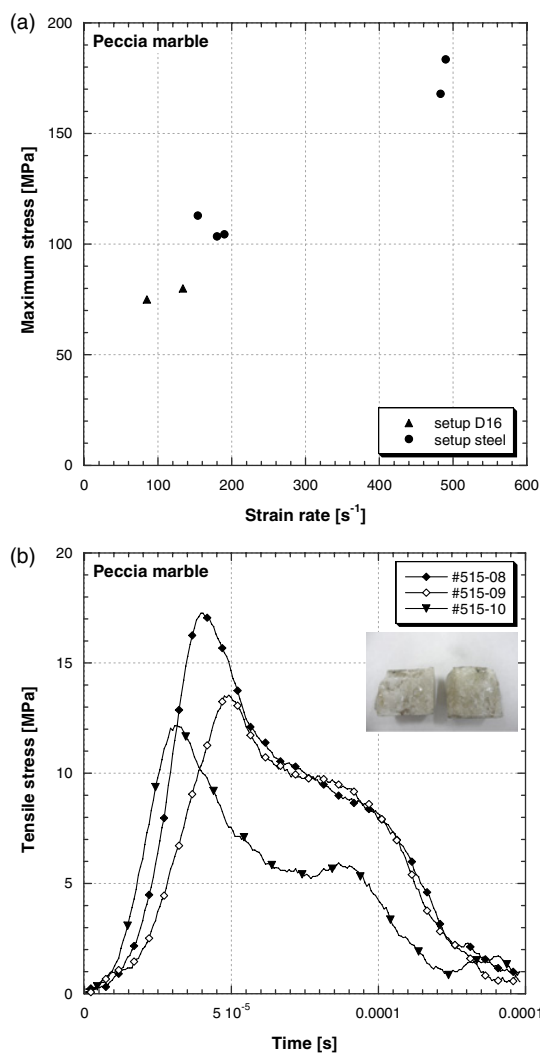 (a)
200
Peccia marble
150
100
50
0
Maximum stress [MPa]
setup D16
setup steel
0 100 200 300 400 500 600
Strain rate [s⁻¹]
(b)
20
Peccia marble
15
10
5
0
Tensile stress [MPa]
#515-08
#515-09
#515-10
0 5 10⁻⁵ 0.0001 0.0001
Time [s]